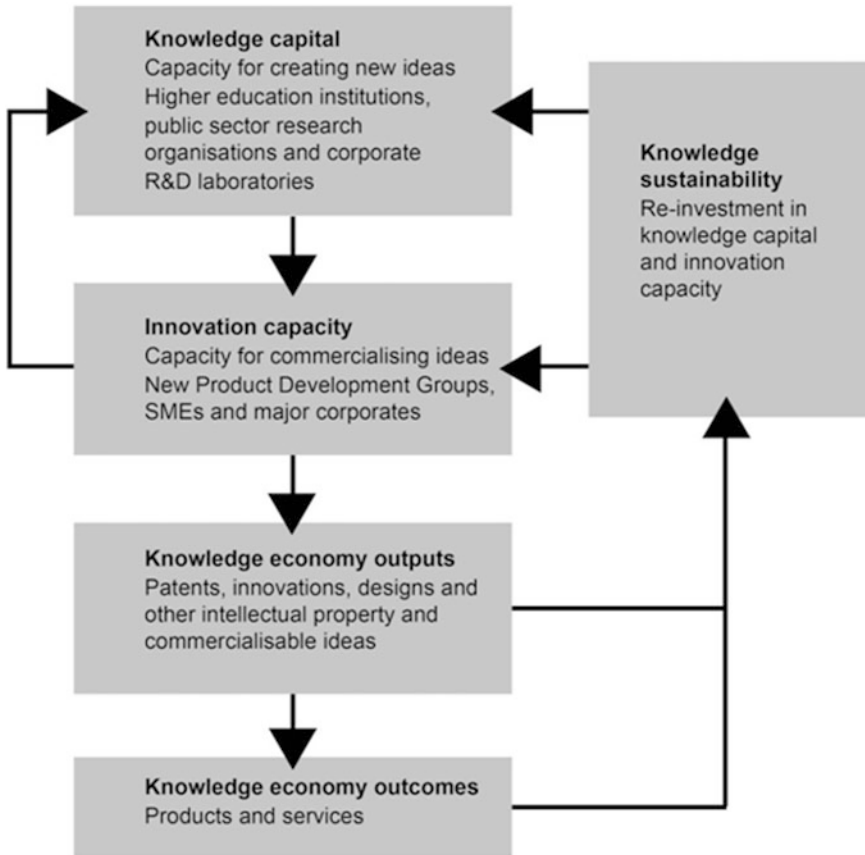 Knowledge capital
Capacity for creating new ideas
Higher education institutions,
public sector research
organisations and corporate
R&D laboratories
Knowledge
sustainability
Re-investment in
knowledge capital
and innovation
capacity
Innovation capacity
Capacity for commercialising ideas
New Product Development Groups,
SMEs and major corporates
Knowledge economy outputs
Patents, innovations, designs and
other intellectual property and
commercialisable ideas
Knowledge economy outcomes
Products and services